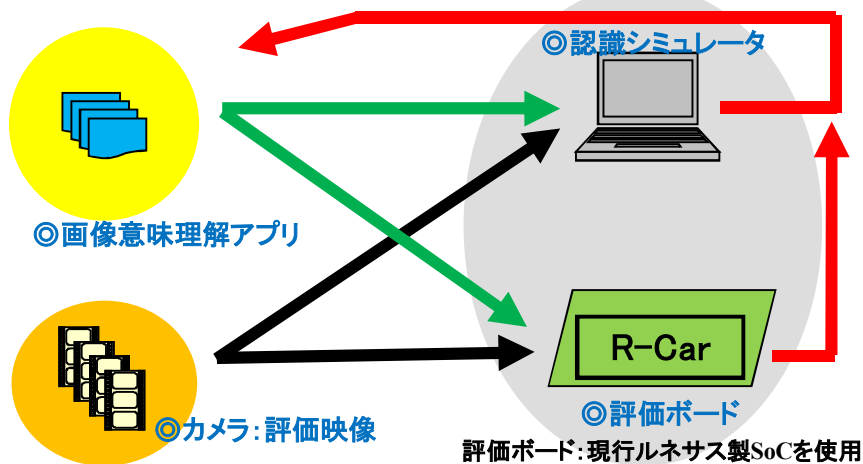 ◎認識シミュレータ
◎画像意味理解アプリ
R-Car
◎カメラ:評価映像
◎評価ボード
評価ボード:現行ルネサス製SoCを使用